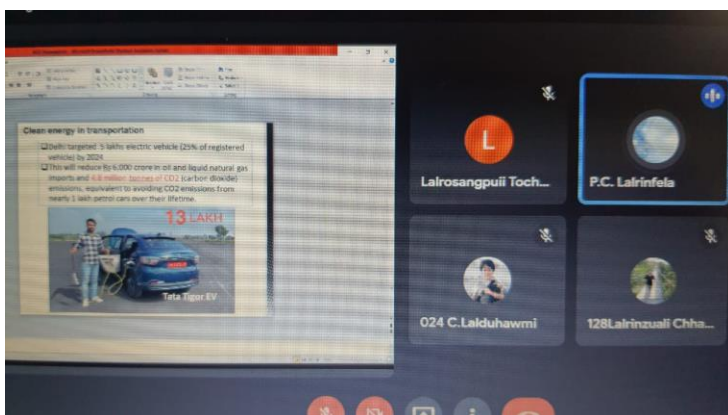 Clean energy in transportation
Delhi targeted 5 lakhs electric vehicle (25% of registered
vehicle) by 2024
This will reduce Rs 6,000 crore in oil and liquid natural gas
imports and 4.8 million tonnes of CO2 (carbon dioxide)
emissions, equivalent to avoiding CO2 emissions from
nearly 1 lakh petrol cars over their lifetime.
13 LAKH
Tata Tigor EV
L
Lalrosangpuii Toch...
P.C. Lalrinfela
024 C.Lalduhawmi
128Lalrinzuali Chha...